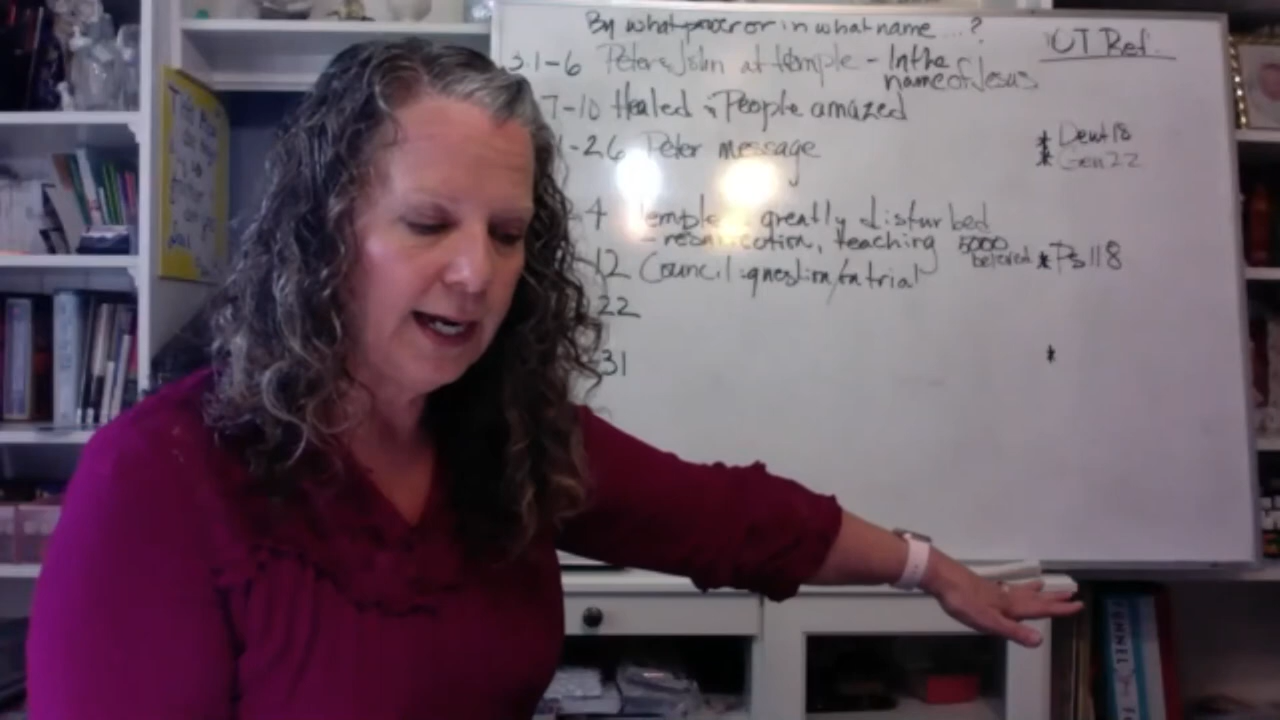 By what power or in what name...?
OT Ref.
3:1-6 Peter & John at temple - In the
name of Jesus
7-10 Healed & People amazed
-26 Peter message
* Deut 18
* Gen 22
4 temple greatly disturbed
- resurrection, teaching 5000
believed * Ps 118
-12 Council: question/on trial
22
-31 *